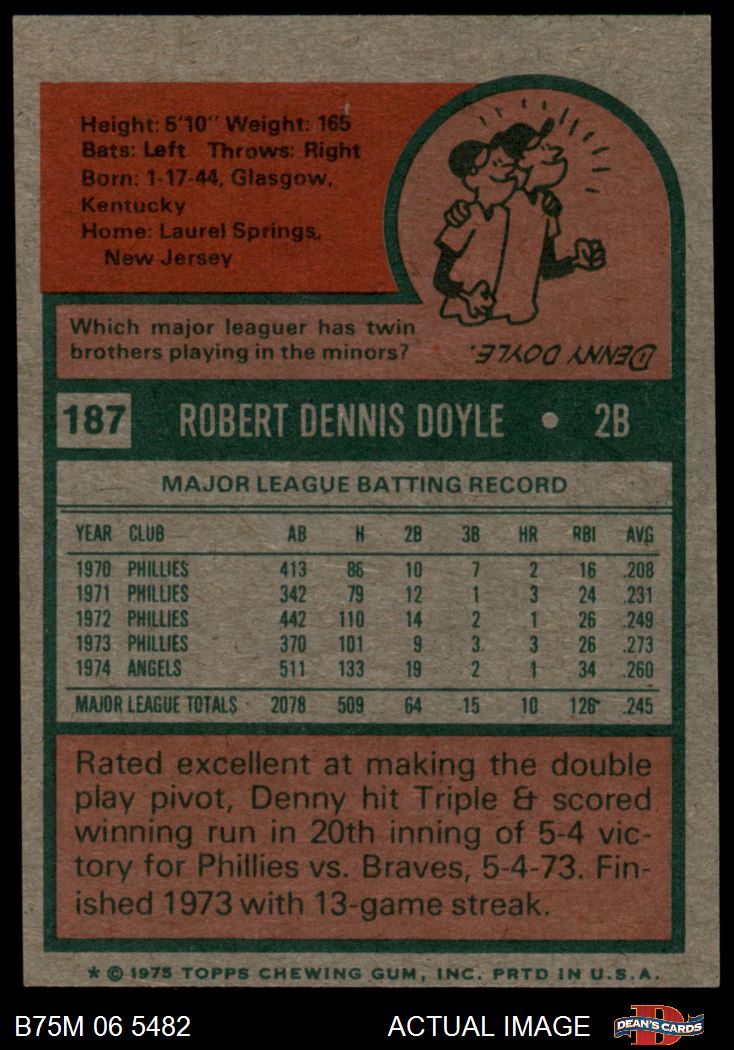 Height: 5'10" Weight: 165
Bats: Left Throws: Right
Born: 1-17-44, Glasgow,
Kentucky
Home: Laurel Springs,
New Jersey
Which major leaguer has twin
brothers playing in the minors?
DENNY DOYLE.
187 ROBERT DENNIS DOYLE • 2B
MAJOR LEAGUE BATTING RECORD
YEAR CLUB AB H 2B 3B HR RBI AVG
1970 PHILLIES 413 86 10 7 2 16 .208
1971 PHILLIES 342 79 12 1 3 24 .231
1972 PHILLIES 442 110 14 2 1 26 .249
1973 PHILLIES 370 101 9 3 3 26 .273
1974 ANGELS 511 133 19 2 1 34 .260
MAJOR LEAGUE TOTALS 2078 509 64 15 10 126 .245
Rated excellent at making the double
play pivot, Denny hit Triple & scored
winning run in 20th inning of 5-4 vic-
tory for Phillies vs. Braves, 5-4-73. Fin-
ished 1973 with 13-game streak.
* © 1975 TOPPS CHEWING GUM, INC. PRTD IN U.S.A.
B75M 06 5482 ACTUAL IMAGE D DEAN'S CARDS